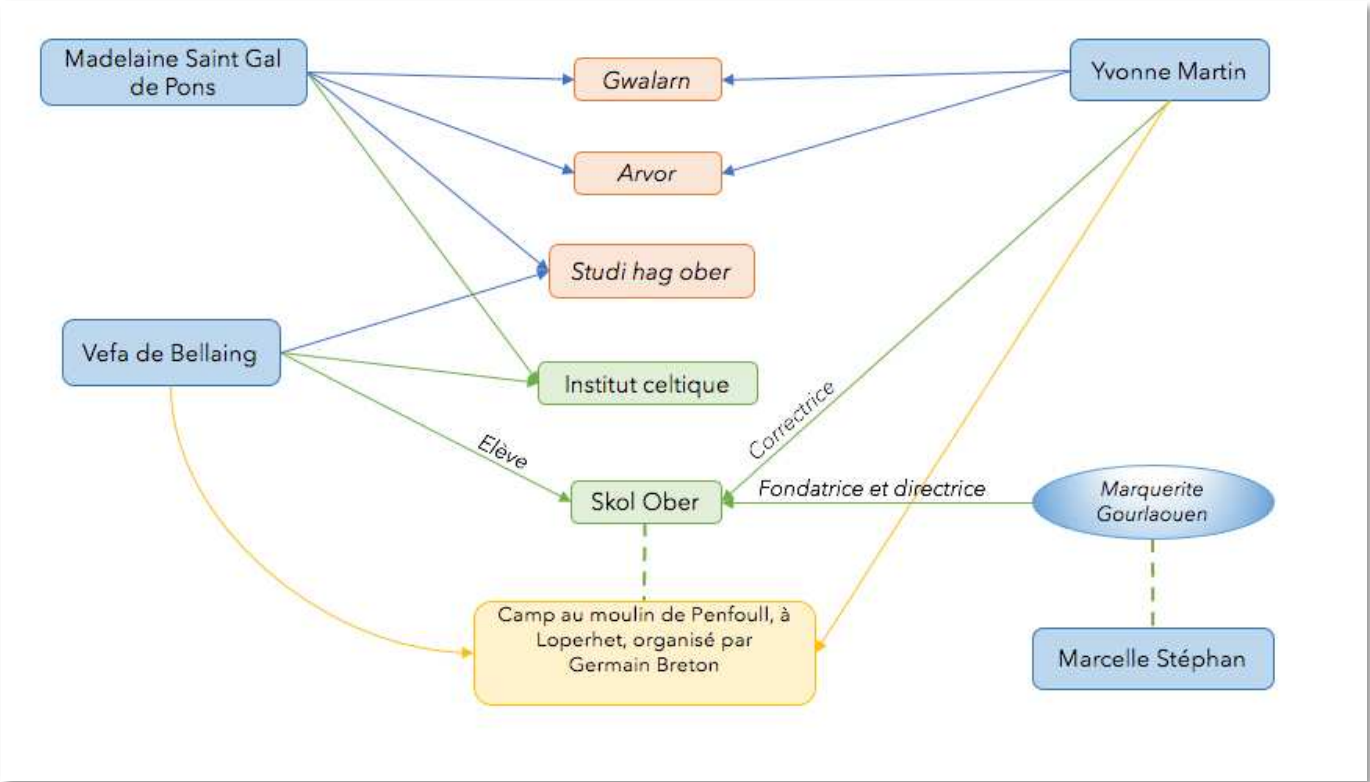 Madelaine Saint Gal
de Pons
Gwalarn
Yvonne Martin
Arvor
Studi hag ober
Vefa de Bellaing
Institut celtique
Correctrice
Elève
Skol Ober
Fondatrice et directrice
Marquerite
Gourlaouen
Camp au moulin de Penfoull, à
Loperhet, organisé par
Germain Breton
Marcelle Stéphan